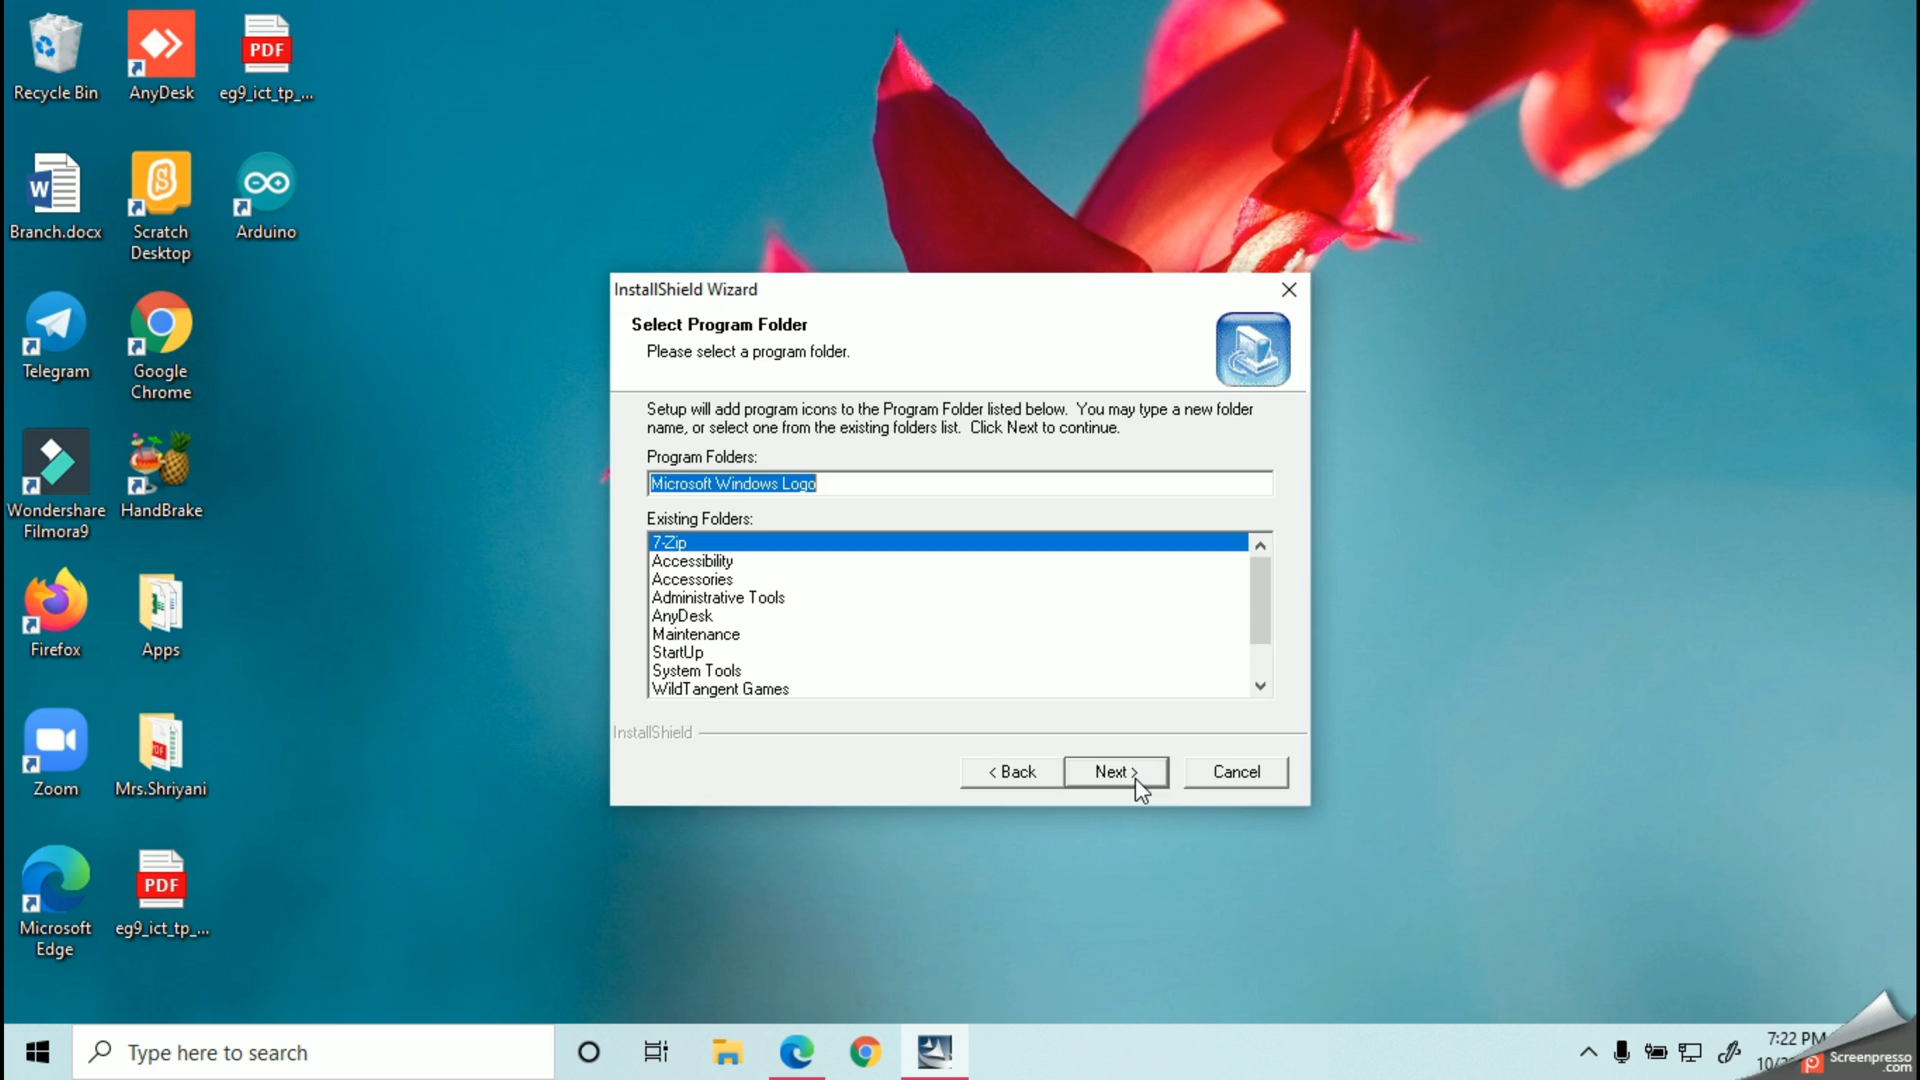 Recycle Bin
AnyDesk
eg9_ict_tp_...
Branch.docx
Scratch
Desktop
Arduino
Telegram
Google
Chrome
Wondershare
Filmora9
HandBrake
Firefox
Apps
Zoom
Mrs.Shriyani
Microsoft
Edge
eg9_ict_tp_...
PDF
PDF
PDF
W
InstallShield Wizard
Select Program Folder
Please select a program folder.
Setup will add program icons to the Program Folder listed below. You may type a new folder
name, or select one from the existing folders list. Click Next to continue.
Program Folders:
Microsoft Windows Logo
Existing Folders:
7-Zip
Accessibility
Accessories
Administrative Tools
AnyDesk
Maintenance
StartUp
System Tools
WildTangent Games
InstallShield
< Back
Next >
Cancel
Type here to search
7:22 PM
Screenpresso
.com